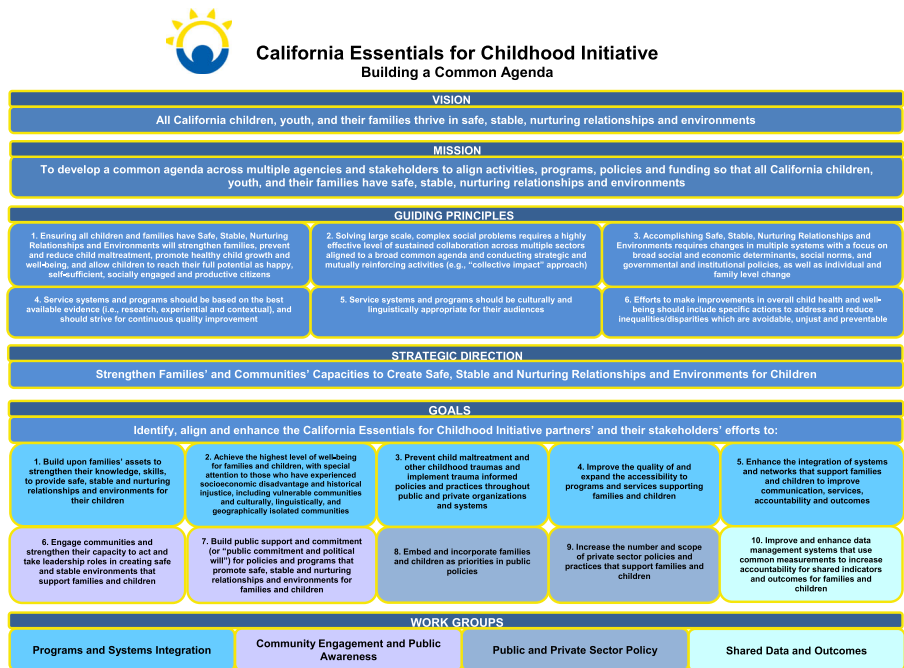 California Essentials for Childhood Initiative
Building a Common Agenda
VISION
All California children, youth, and their families thrive in safe, stable, nurturing relationships and environments
MISSION
To develop a common agenda across multiple agencies and stakeholders to align activities, programs, policies and funding so that all California children,
youth, and their families have safe, stable, nurturing relationships and environments
GUIDING PRINCIPLES
1. Ensuring all children and families have Safe, Stable, Nurturing
Relationships and Environments will strengthen families, prevent
and reduce child maltreatment, promote healthy child growth and
well-being, and allow children to reach their full potential as happy,
self-sufficient, socially engaged and productive citizens
2. Solving large scale, complex social problems requires a highly
effective level of sustained collaboration across multiple sectors
aligned to a broad common agenda and conducting strategic and
mutually reinforcing activities (e.g., “collective impact” approach)
3. Accomplishing Safe, Stable, Nurturing Relationships and
Environments requires changes in multiple systems with a focus on
broad social and economic determinants, social norms, and
governmental and institutional policies, as well as individual and
family level change
4. Service systems and programs should be based on the best
available evidence (i.e., research, experiential and contextual), and
should strive for continuous quality improvement
5. Service systems and programs should be culturally and
linguistically appropriate for their audiences
6. Efforts to make improvements in overall child health and well-
being should include specific actions to address and reduce
inequalities/disparities which are avoidable, unjust and preventable
STRATEGIC DIRECTION
Strengthen Families’ and Communities’ Capacities to Create Safe, Stable and Nurturing Relationships and Environments for Children
GOALS
Identify, align and enhance the California Essentials for Childhood Initiative partners’ and their stakeholders’ efforts to:
1. Build upon families’ assets to
strengthen their knowledge, skills,
to provide safe, stable and nurturing
relationships and environments for
their children
2. Achieve the highest level of well-being
for families and children, with special
attention to those who have experienced
socioeconomic disadvantage and historical
injustice, including vulnerable communities
and culturally, linguistically, and
geographically isolated communities
3. Prevent child maltreatment and
other childhood traumas and
implement trauma informed
policies and practices throughout
public and private organizations
and systems
4. Improve the quality of and
expand the accessibility to
programs and services supporting
families and children
5. Enhance the integration of systems
and networks that support families
and children to improve
communication, services,
accountability and outcomes
6. Engage communities and
strengthen their capacity to act and
take leadership roles in creating safe
and stable environments that
support families and children
7. Build public support and commitment
(or “public commitment and political
will”) for policies and programs that
promote safe, stable and nurturing
relationships and environments for
families and children
8. Embed and incorporate families
and children as priorities in public
policies
9. Increase the number and scope
of private sector policies and
practices that support families and
children
10. Improve and enhance data
management systems that use
common measurements to increase
accountability for shared indicators
and outcomes for families and
children
WORK GROUPS
Programs and Systems Integration
Community Engagement and Public
Awareness
Public and Private Sector Policy
Shared Data and Outcomes